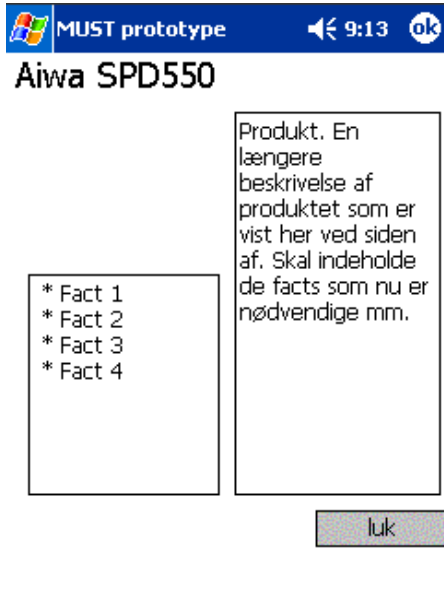 MUST prototype 9:13 ok
Aiwa SPD550
Produkt. En
længere
beskrivelse af
produktet som er
vist her ved siden
af. Skal indeholde
de facts som nu er
nødvendige mm.
* Fact 1
* Fact 2
* Fact 3
* Fact 4
luk